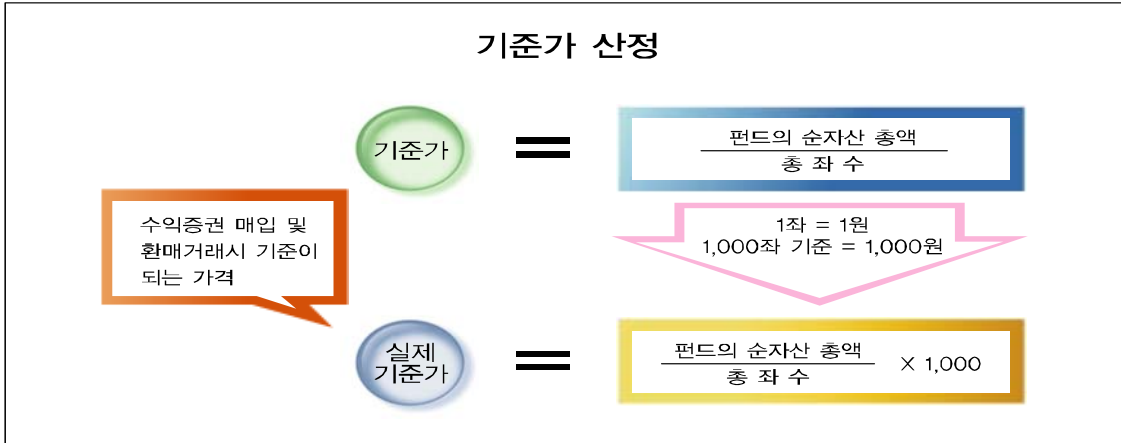 기준가 산정
기준가
펀드의 순자산 총액
총 좌 수
1좌 = 1원
1,000좌 기준 = 1,000원
수익증권 매입 및
환매거래시 기준이
되는 가격
실제
기준가
펀드의 순자산 총액
총 좌 수
X 1,000